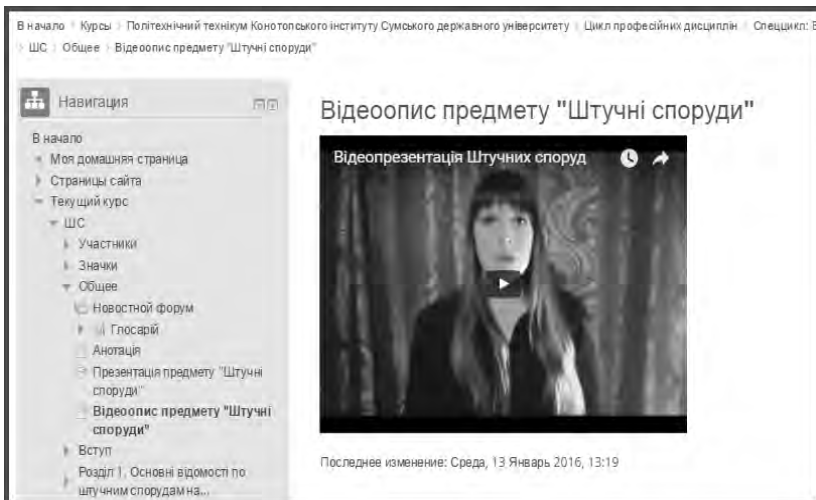 В начало Курсы Політехнічний технікум Конотопського інституту Сумського державного університету Цикл професійних дисциплін Спеццикл: В
ШС Общее Відеоопис предмету "Штучні споруди"
Навигация
Відеоопис предмету "Штучні споруди"
Відеопрезентація Штучних споруд
В начало
Моя домашняя страница
Страницы сайта
Текущий курс
ШС
Участники
Значки
Общее
Новостной форум
Глосарій
Анотація
Презентація предмету "Штучні
споруди"
Відеоопис предмету "Штучні
споруди"
Вступ
Розділ 1. Основні відомості по
штучним спорудам на...
Последнее изменение: Среда, 13 Январь 2016, 13:19